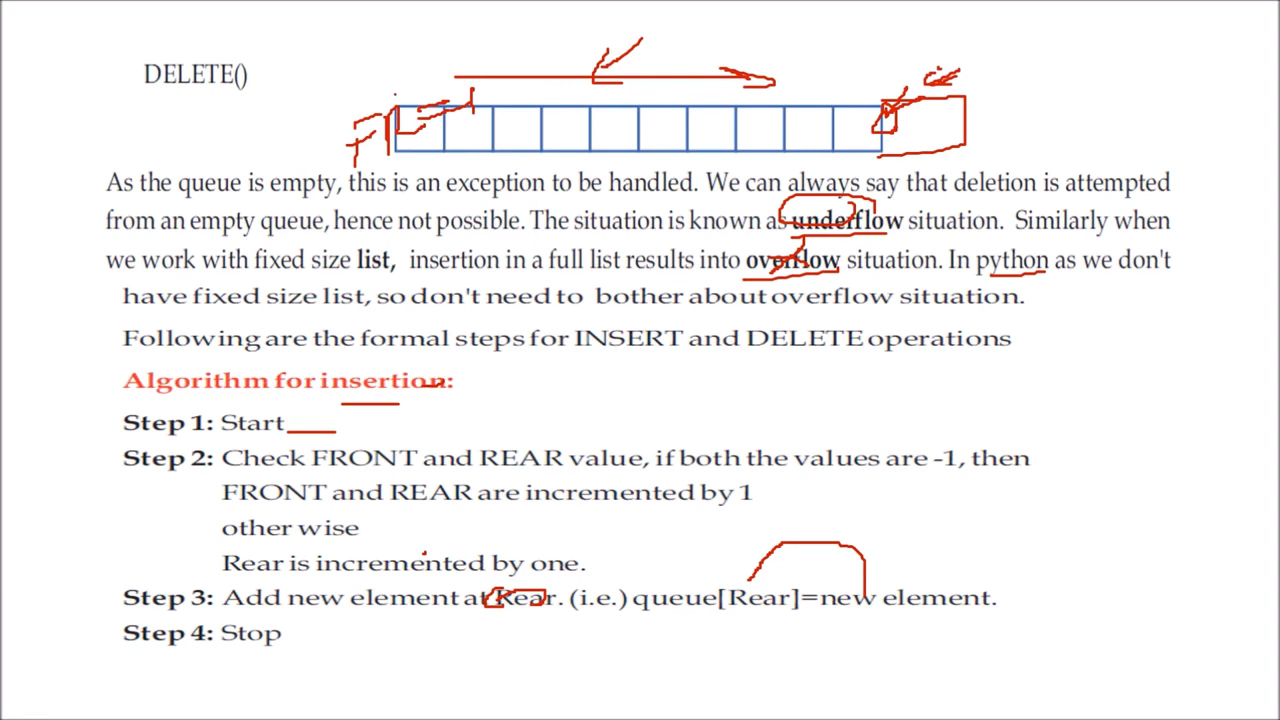 DELETE()
As the queue is empty, this is an exception to be handled. We can always say that deletion is attempted
from an empty queue, hence not possible. The situation is known as underflow situation. Similarly when
we work with fixed size list, insertion in a full list results into overflow situation. In python as we don't
have fixed size list, so don't need to bother about overflow situation.
Following are the formal steps for INSERT and DELETE operations
Algorithm for insertion:
Step 1: Start
Step 2: Check FRONT and REAR value, if both the values are -1, then
FRONT and REAR are incremented by 1
other wise
Rear is incremented by one.
Step 3: Add new element at Rear. (i.e.) queue[Rear]=new element.
Step 4: Stop